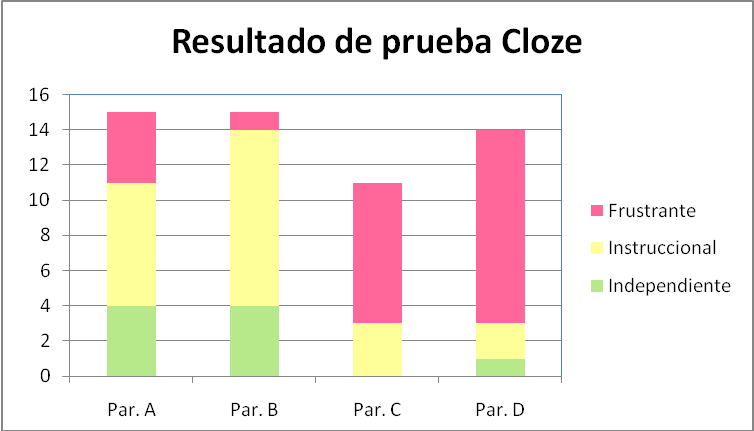 Resultado de prueba Cloze
16
14
12
10
8
6
4
2
0
Par. A Par. B Par. C Par. D
Frustrante
Instruccional
Independiente